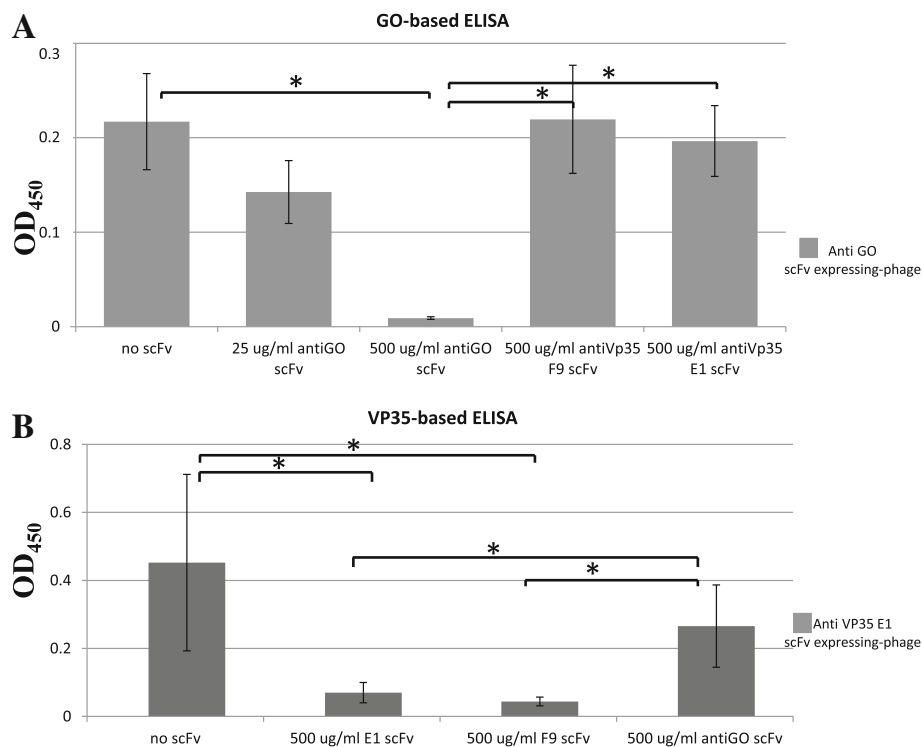 A
GO-based ELISA
0.3
0.2
0.1
0
OD450
*
*
*
no scFv
25 ug/ml antiGO
scFv
500 ug/ml antiGO
scFv
500 ug/ml antiVp35
F9 scFv
500 ug/ml antiVp35
E1 scFv
Anti GO
scFv expressing-phage
B
VP35-based ELISA
0.8
0.6
0.4
0.2
0
OD450
*
*
*
*
no scFv
500 ug/ml E1 scFv
500 ug/ml F9 scFv
500 ug/ml antiGO scFv
Anti VP35 E1
scFv expressing-phage